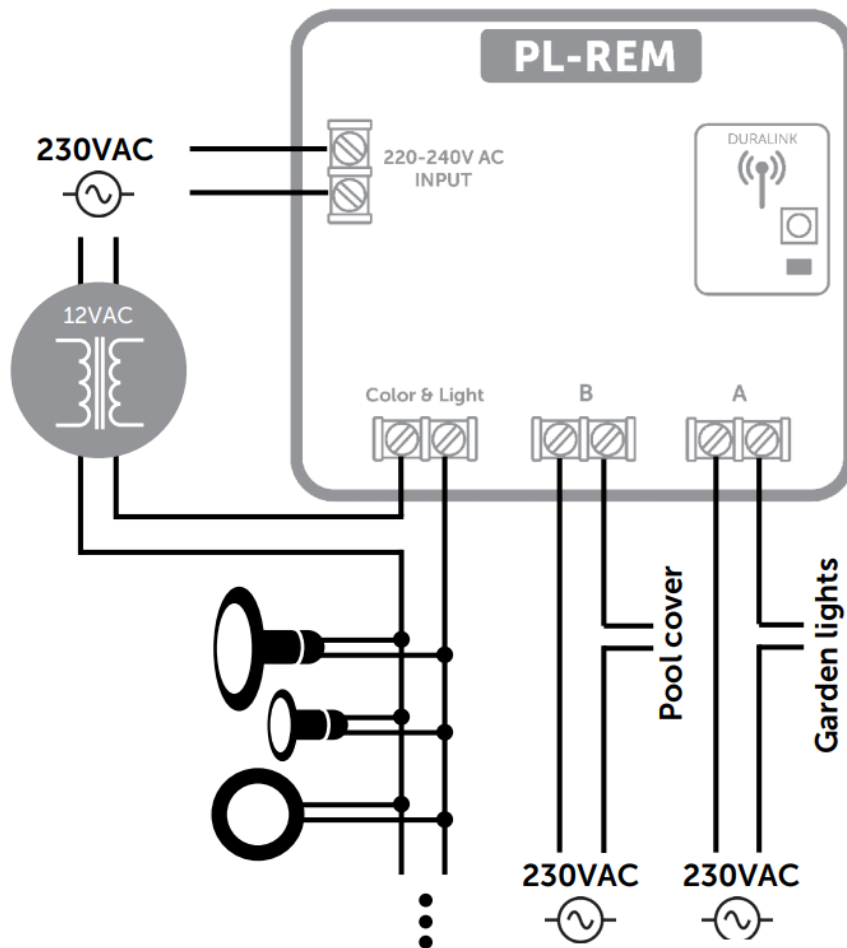 PL-REM
230VAC
220-240V AC
INPUT
DURALINK
12VAC
Color & Light
B
A
Pool cover
Garden lights
230VAC
230VAC